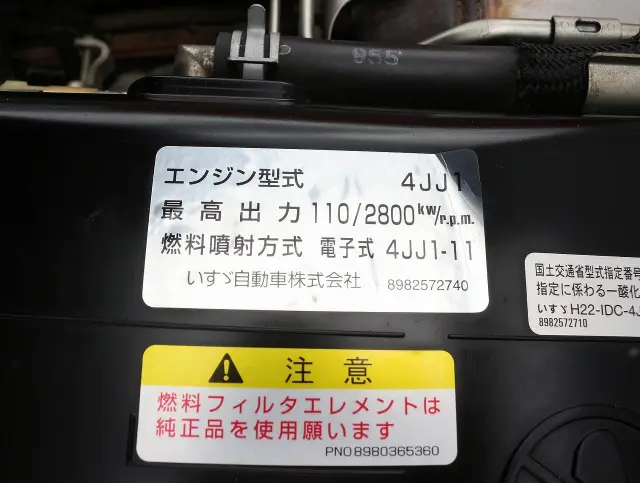 955
エンジン型式 4JJ1
最高出力 110/2800kW/r.p.m.
燃料噴射方式 電子式 4JJ1-11
いすゞ自動車株式会社 8982572740
国土交通省型式指定番号
指定に係わる一酸化
いすゞH22-IDC-4J
8982572710
注意
燃料フィルタエレメントは
純正品を使用願います
PNO8980365360